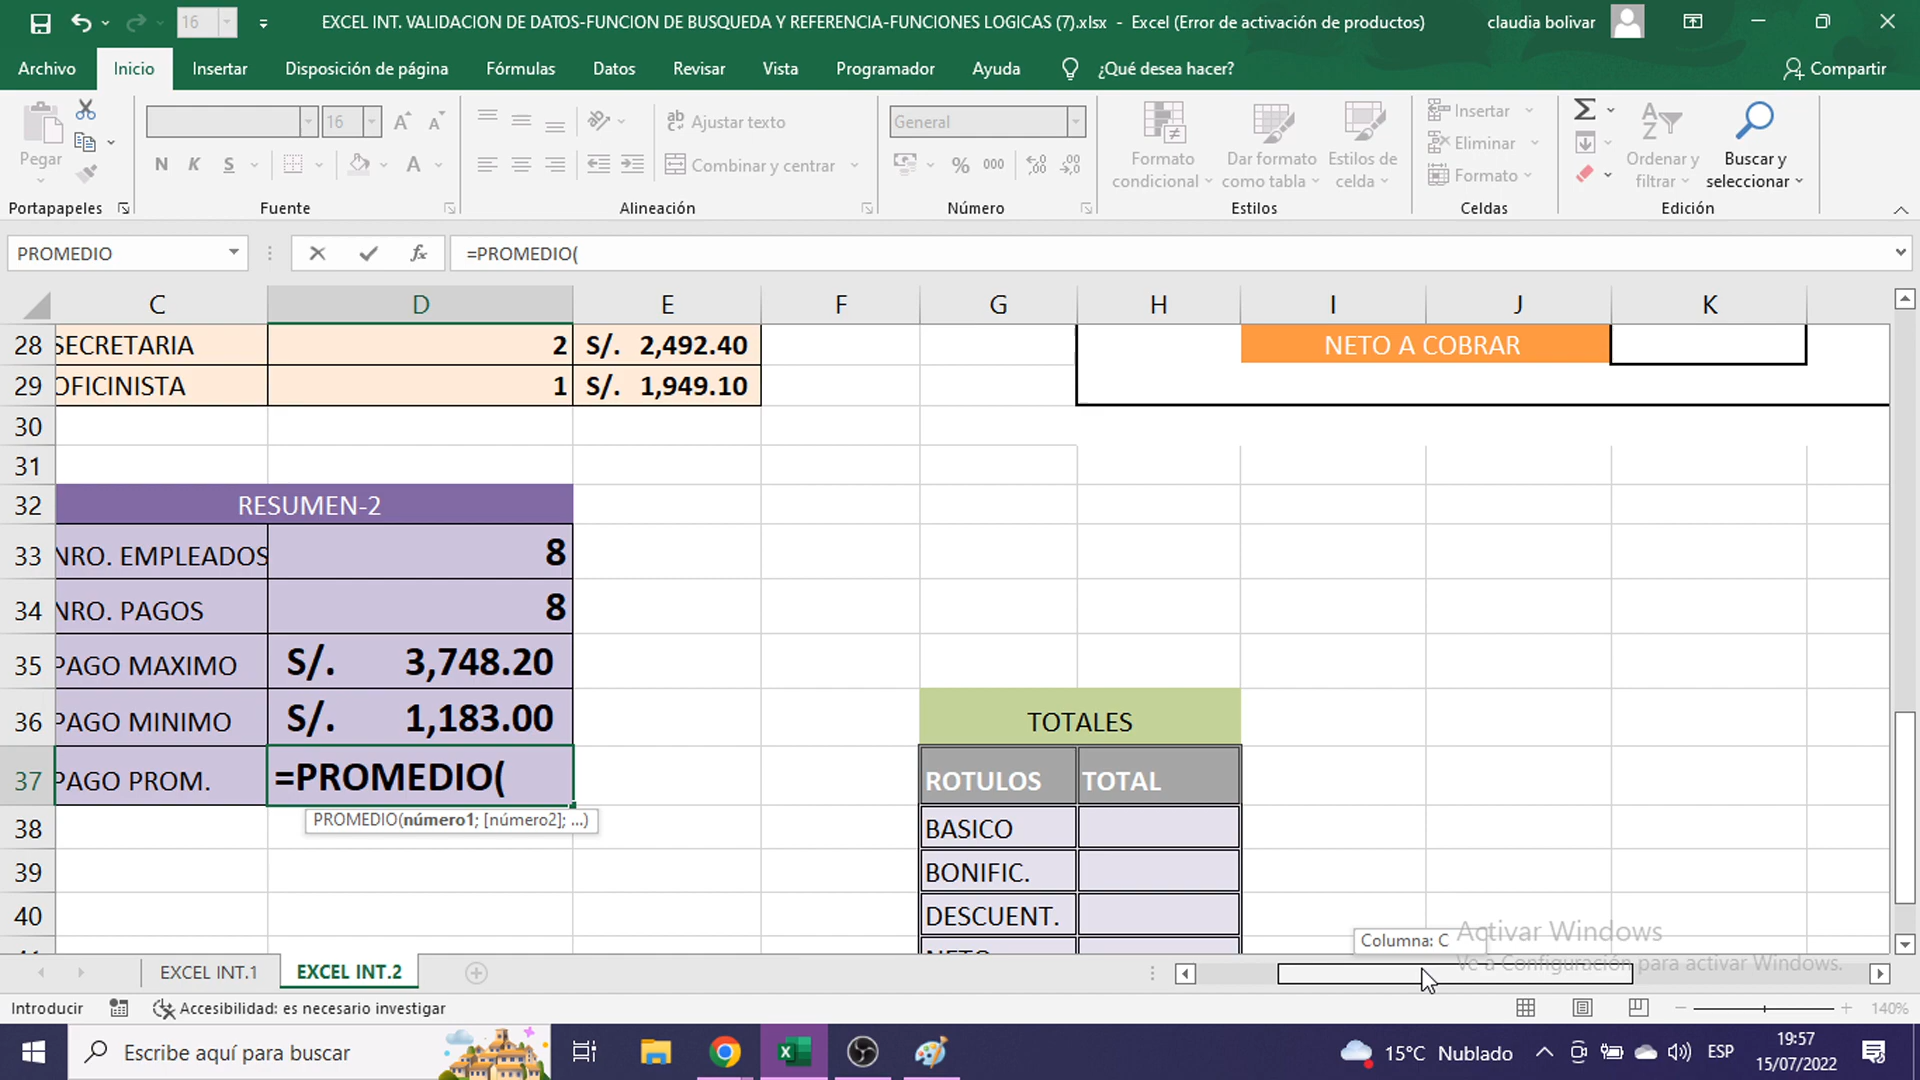 16
EXCEL INT. VALIDACION DE DATOS-FUNCION DE BUSQUEDA Y REFERENCIA-FUNCIONES LOGICAS (7).xlsx - Excel (Error de activación de productos)
claudia bolivar
Archivo Inicio Insertar Disposición de página Fórmulas Datos Revisar Vista Programador Ayuda ¿Qué desea hacer? Compartir
Pegar
16
N K S
Ajustar texto
Combinar y centrar
General
% 000
Formato condicional
Dar formato como tabla
Estilos de celda
Insertar
Eliminar
Formato
Ordenar y filtrar
Buscar y seleccionar
Portapapeles Fuente Alineación Número Estilos Celdas Edición
PROMEDIO fx =PROMEDIO(
C D E F G H I J K
28 SECRETARIA 2 S/. 2,492.40 NETO A COBRAR
29 OFICINISTA 1 S/. 1,949.10
30
31
32 RESUMEN-2
33 NRO. EMPLEADOS 8
34 NRO. PAGOS 8
35 PAGO MAXIMO S/. 3,748.20
36 PAGO MINIMO S/. 1,183.00 TOTALES
37 PAGO PROM. =PROMEDIO( ROTULOS TOTAL
PROMEDIO(número1; [número2]; ...)
38 BASICO
39 BONIFIC.
40 DESCUENT.
Columna: C
Activar Windows
Ve a Configuración para activar Windows.
EXCEL INT.1 EXCEL INT.2
Introducir Accesibilidad: es necesario investigar 140%
Escribe aquí para buscar
15°C Nublado
ESP
19:57
15/07/2022